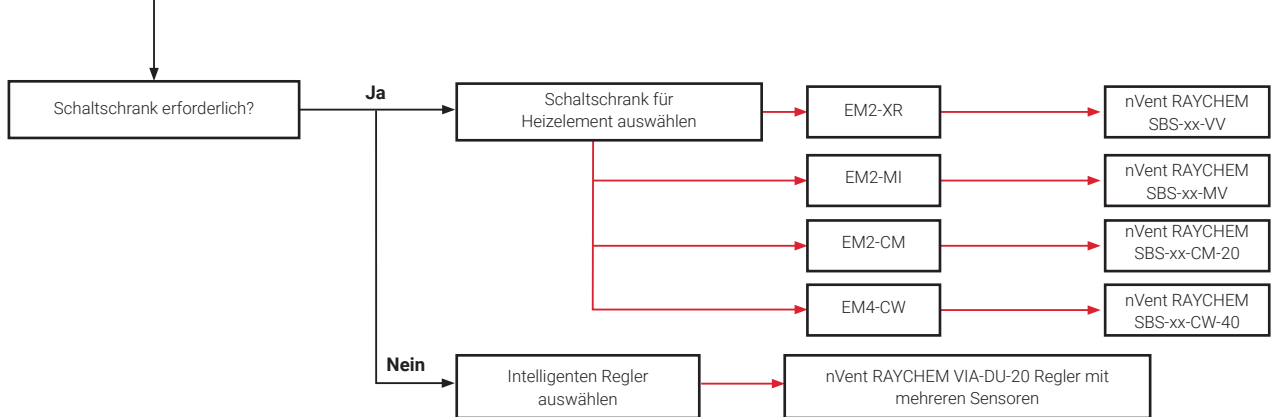 Schaltschrank erforderlich?
Ja
Schaltschrank für
Heizelement auswählen
EM2-XR
nVent RAYCHEM
SBS-xx-VV
EM2-MI
nVent RAYCHEM
SBS-xx-MV
EM2-CM
nVent RAYCHEM
SBS-xx-CM-20
EM4-CW
nVent RAYCHEM
SBS-xx-CW-40
Nein
Intelligenten Regler
auswählen
nVent RAYCHEM VIA-DU-20 Regler mit
mehreren Sensoren